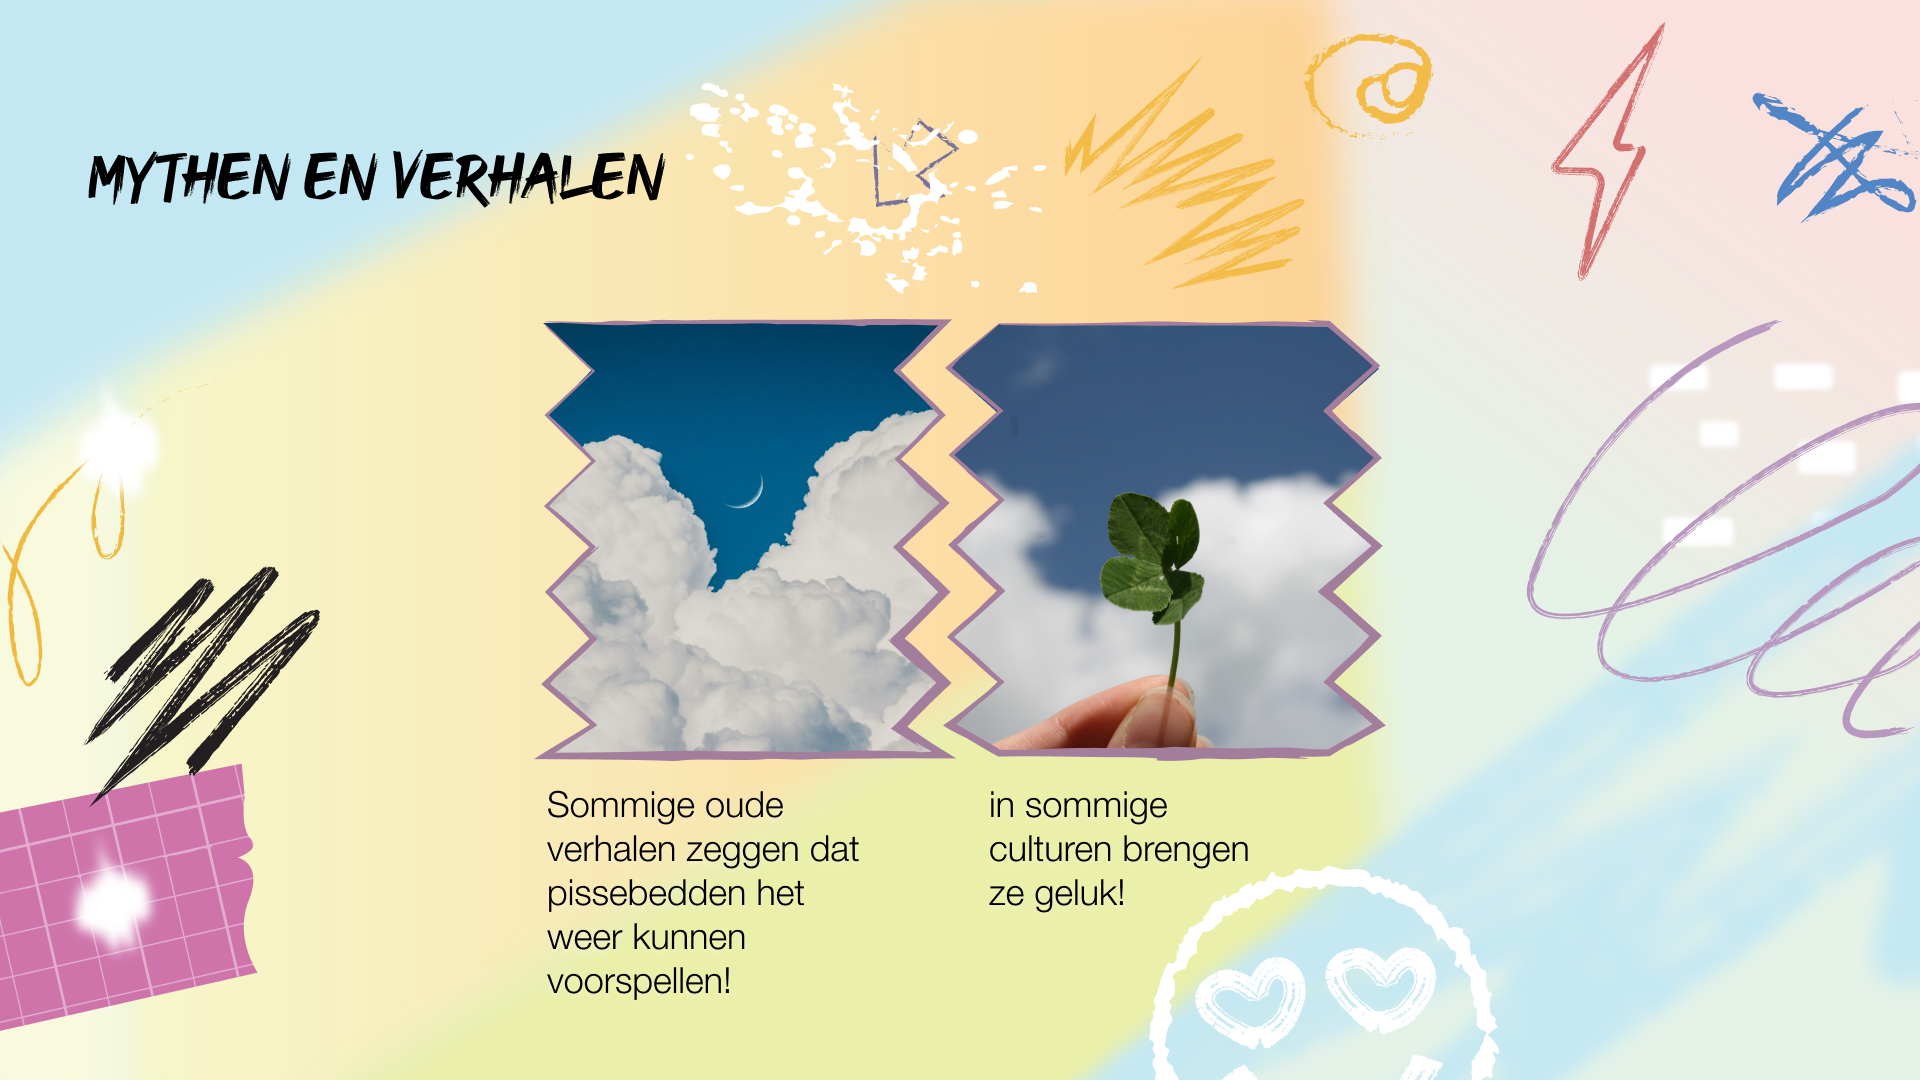 MYTHEN EN VERHALEN
Sommige oude
verhalen zeggen dat
pissebedden het
weer kunnen
voorspellen!
in sommige
culturen brengen
ze geluk!